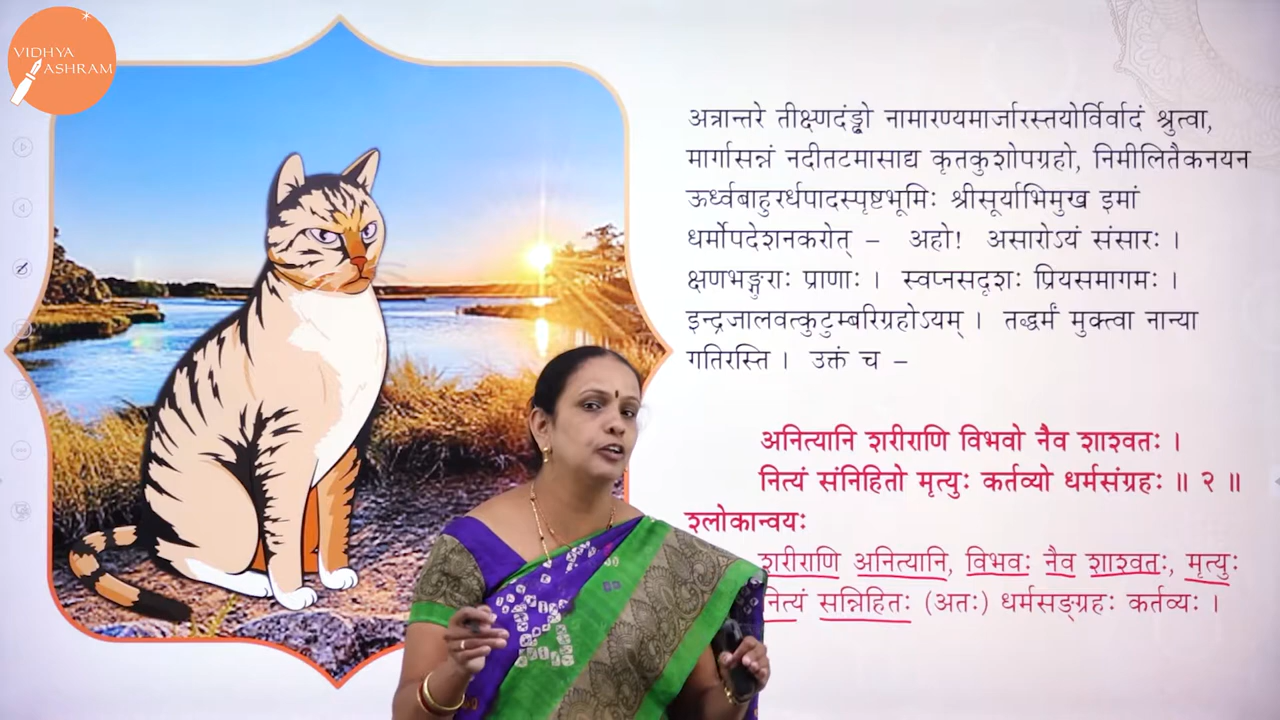 VIDHYA
ASHRAM
अत्रान्तरे तीक्ष्णदंष्ट्रो नामारण्यमार्जारस्तयोर्विर्वादं श्रुत्वा,
मार्गासन्नं नदीतटमासाद्य कृतकुशोपग्रहो, निमीलितैकनयन
ऊर्ध्वबाहुरर्धपादस्पृष्टभूमिः श्रीसूर्याभिमुख इमां
धर्मोपदेशनकरोत् – अहो! असारोऽयं संसारः ।
क्षणभङ्गुराः प्राणाः । स्वप्नसदृशः प्रियसमागमः ।
इन्द्रजालवत्कुटुम्बरिग्रहोऽयम् । तद्धर्मं मुक्त्वा नान्या
गतिरस्ति । उक्तं च –
अनित्यानि शरीराणि विभवो नैव शाश्वतः ।
नित्यं संनिहितो मृत्युः कर्तव्यो धर्मसंग्रहः ॥ २ ॥
श्लोकान्वयः
शरीराणि अनित्यानि, विभवः नैव शाश्वतः, मृत्युः
नित्यं सन्निहितः (अतः) धर्मसङ्ग्रहः कर्तव्यः ।